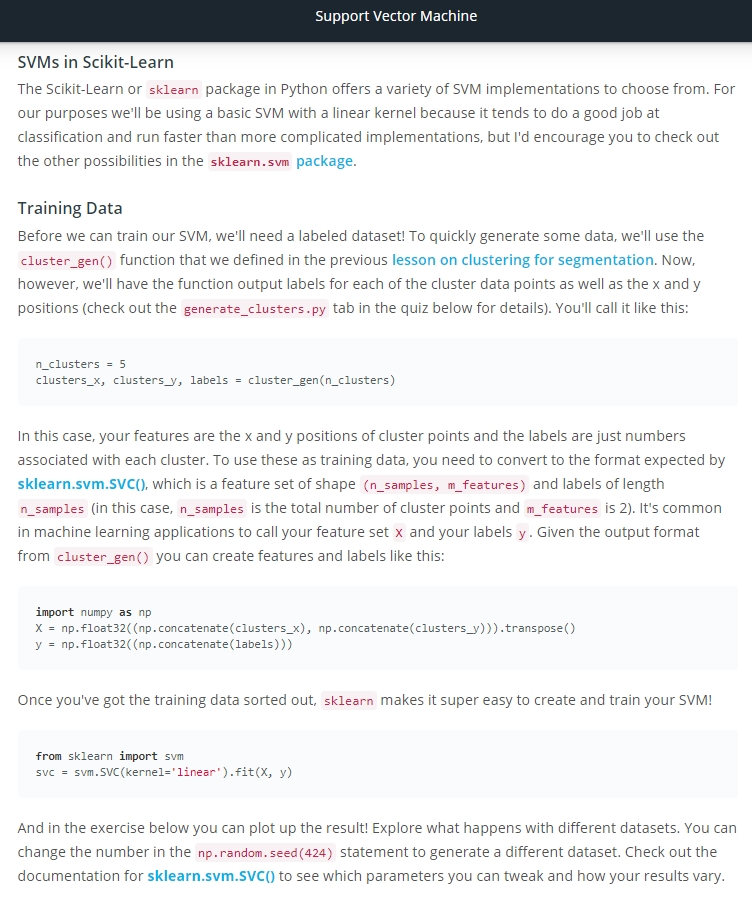 Support Vector Machine
SVMs in Scikit-Learn
The Scikit-Learn or sklearn package in Python offers a variety of SVM implementations to choose from. For
our purposes we'll be using a basic SVM with a linear kernel because it tends to do a good job at
classification and run faster than more complicated implementations, but I'd encourage you to check out
the other possibilities in the sklearn.svm package.
Training Data
Before we can train our SVM, we'll need a labeled dataset! To quickly generate some data, we'll use the
cluster_gen() function that we defined in the previous lesson on clustering for segmentation. Now,
however, we'll have the function output labels for each of the cluster data points as well as the x and y
positions (check out the generate_clusters.py tab in the quiz below for details). You'll call it like this:
n_clusters = 5
clusters_x, clusters_y, labels = cluster_gen(n_clusters)
In this case, your features are the x and y positions of cluster points and the labels are just numbers
associated with each cluster. To use these as training data, you need to convert to the format expected by
sklearn.svm.SVC(), which is a feature set of shape (n_samples, m_features) and labels of length
n_samples (in this case, n_samples is the total number of cluster points and m_features is 2). It's common
in machine learning applications to call your feature set X and your labels y. Given the output format
from cluster_gen() you can create features and labels like this:
import numpy as np
X = np.float32((np.concatenate(clusters_x), np.concatenate(clusters_y))).transpose()
y = np.float32((np.concatenate(labels)))
Once you've got the training data sorted out, sklearn makes it super easy to create and train your SVM!
from sklearn import svm
svc = svm.SVC(kernel='linear').fit(X, y)
And in the exercise below you can plot up the result! Explore what happens with different datasets. You can
change the number in the np.random.seed(424) statement to generate a different dataset. Check out the
documentation for sklearn.svm.SVC() to see which parameters you can tweak and how your results vary.